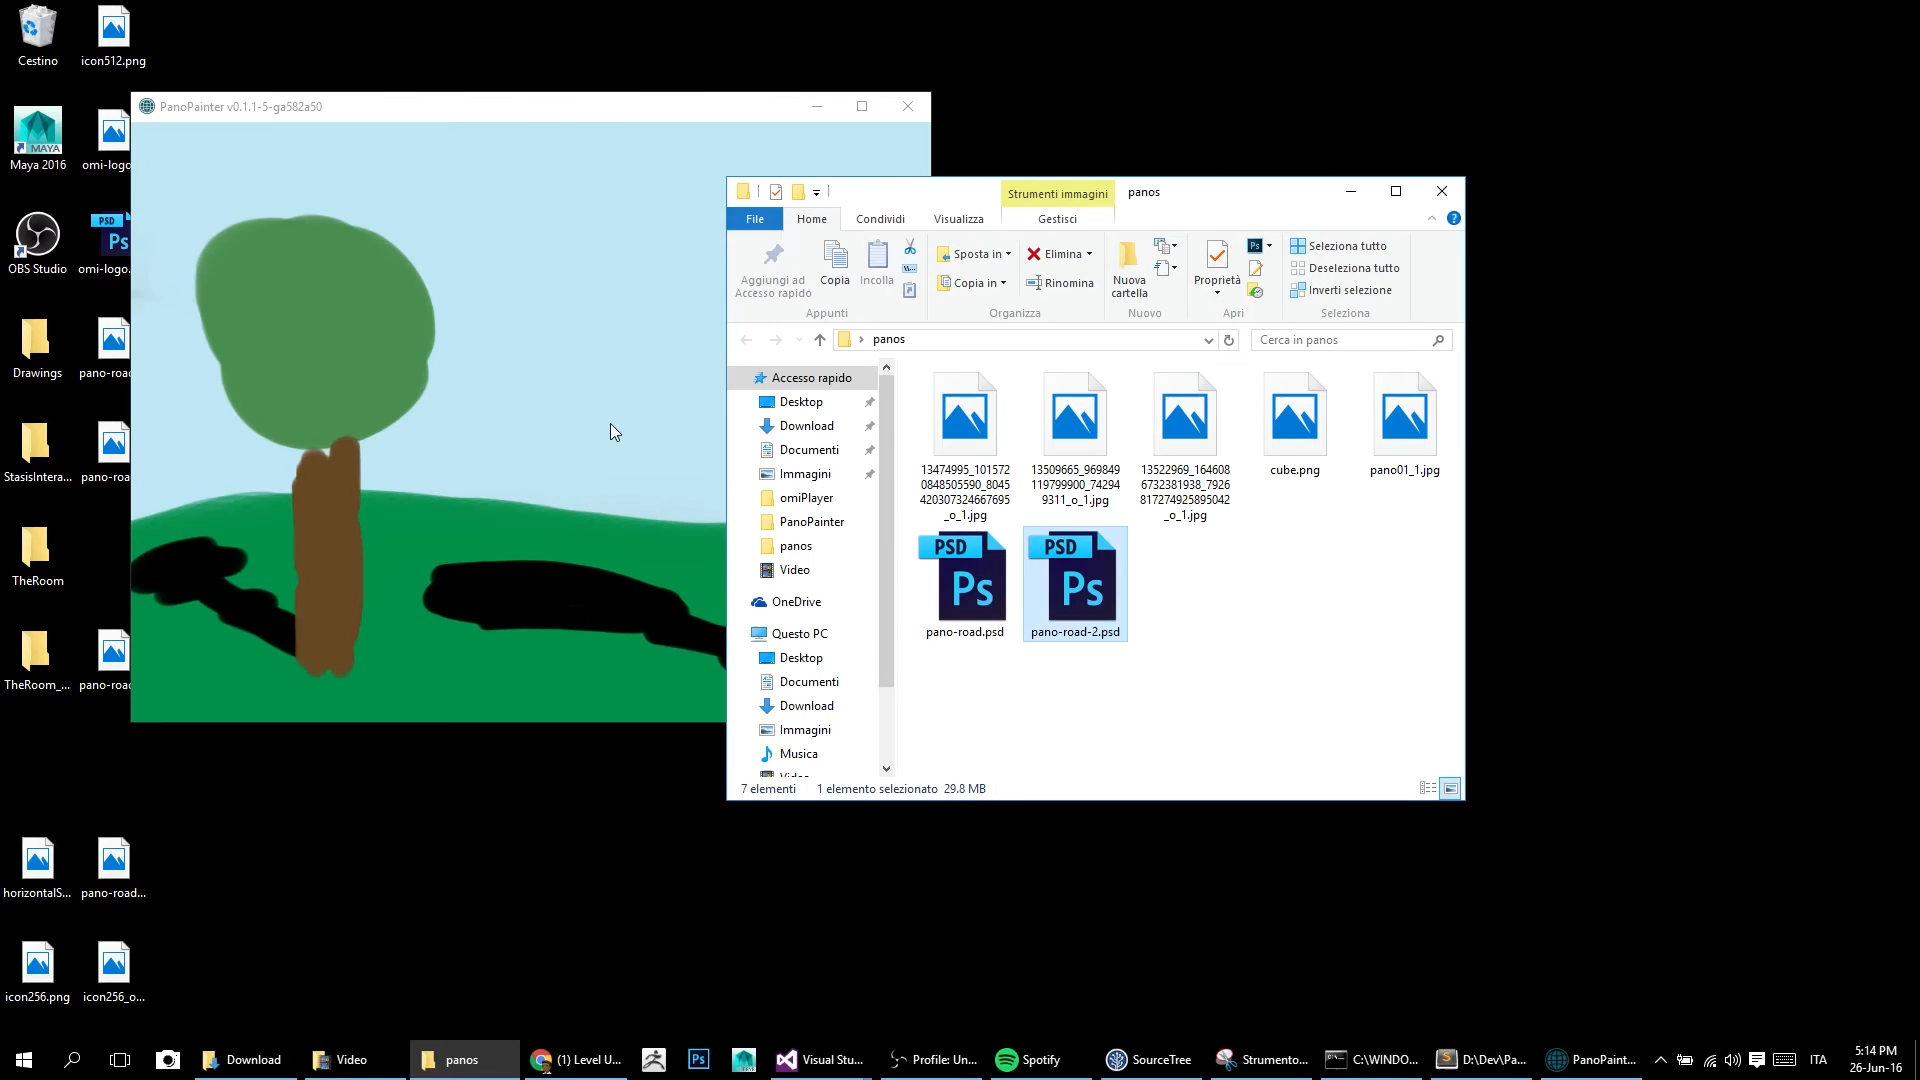 Cestino
icon512.png
Maya 2016
omi-logo
OBS Studio
omi-logo.
Drawings
pano-road
StasisIntera...
pano-roa
TheRoom
TheRoom_...
pano-road
horizontalS...
pano-road...
icon256.png
icon256_o...
PanoPainter v0.1.1-5-ga582a50
Strumenti immagini
panos
File
Home
Condividi
Visualizza
Gestisci
Aggiungi ad
Accesso rapido
Copia
Incolla
Appunti
Sposta in
Copia in
Elimina
Rinomina
Organizza
Nuova
cartella
Nuovo
Proprietà
Apri
Seleziona tutto
Deseleziona tutto
Inverti selezione
Seleziona
panos
Cerca in panos
Accesso rapido
Desktop
Download
Documenti
Immagini
omiPlayer
PanoPainter
panos
Video
OneDrive
Questo PC
Desktop
Documenti
Download
Immagini
Musica
Video
13474995_101572
0848505590_8045
420307324667695
_o_1.jpg
13509665_969849
119799900_74294
9311_o_1.jpg
13522969_164608
6732381938_7926
817274925895042
_o_1.jpg
cube.png
pano01_1.jpg
PSD
Ps
pano-road.psd
PSD
Ps
pano-road-2.psd
7 elementi
1 elemento selezionato 29.8 MB
Download
Video
panos
(1) Level U...
Visual Stu...
Profile: Un...
Spotify
SourceTree
Strumento...
C:\WINDO...
D:\Dev\Pa...
PanoPaint...
ITA
5:14 PM
26-Jun-16